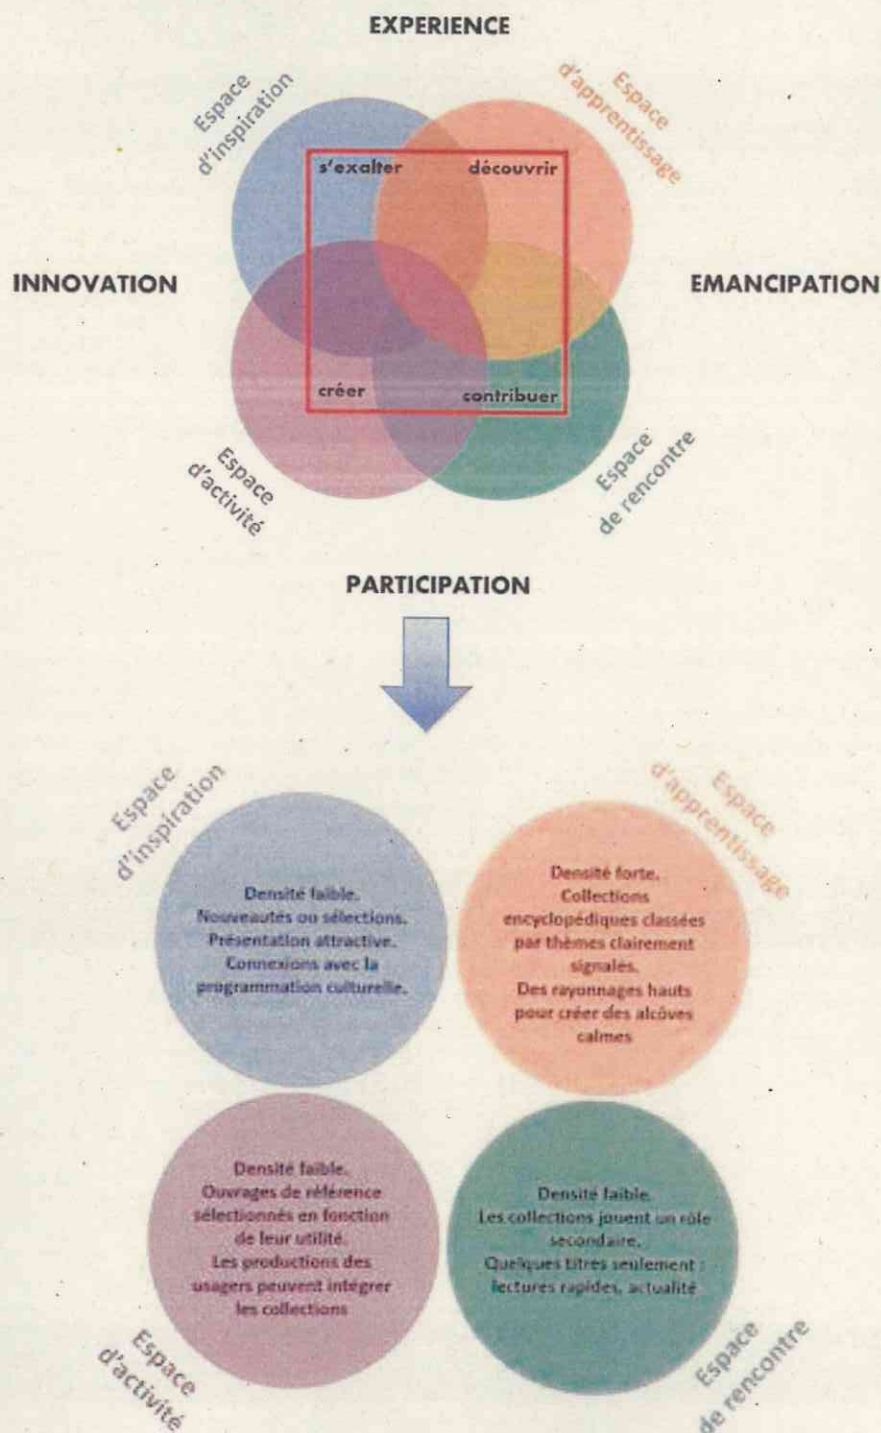 EXPERIENCE
Espace
d'inspiration
Espace
d'apprentissage
s'exalter
découvrir
INNOVATION
EMANCIPATION
créer
contribuer
Espace
d'activité
Espace
de rencontre
PARTICIPATION
Espace
d'inspiration
Espace
d'apprentissage
Densité faible.
Nouveautés ou sélections.
Présentation attractive.
Connexions avec la
programmation culturelle.
Densité forte.
Collections
encyclopédiques classées
par thèmes clairement
signalés.
Des rayonnages hauts
pour créer des alcôves
calmes
Densité faible.
Ouvrages de référence
sélectionnés en fonction
de leur utilité.
Les productions des
usagers peuvent intégrer
les collections
Densité faible.
Les collections jouent un rôle
secondaire.
Quelques titres seulement :
lectures rapides, actualité
Espace
d'activité
Espace
de rencontre